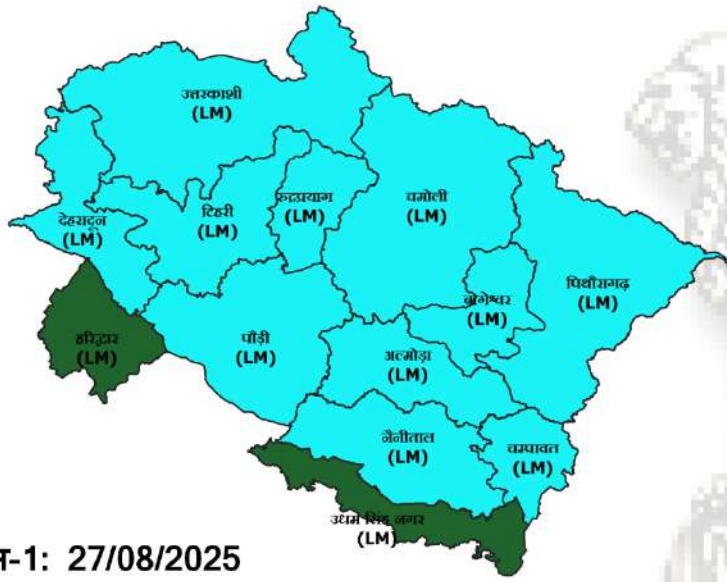 उत्तरकाशी
(LM)
देहरादून
(LM)
टिहरी
(LM)
रुद्रप्रयाग
(LM)
चमोली
(LM)
पिथौरागढ़
(LM)
बागेश्वर
(LM)
हरिद्वार
(LM)
पौड़ी
(LM)
अल्मोड़ा
(LM)
नैनीताल
(LM)
चम्पावत
(LM)
उधम सिंह नगर
(LM)
-1: 27/08/2025